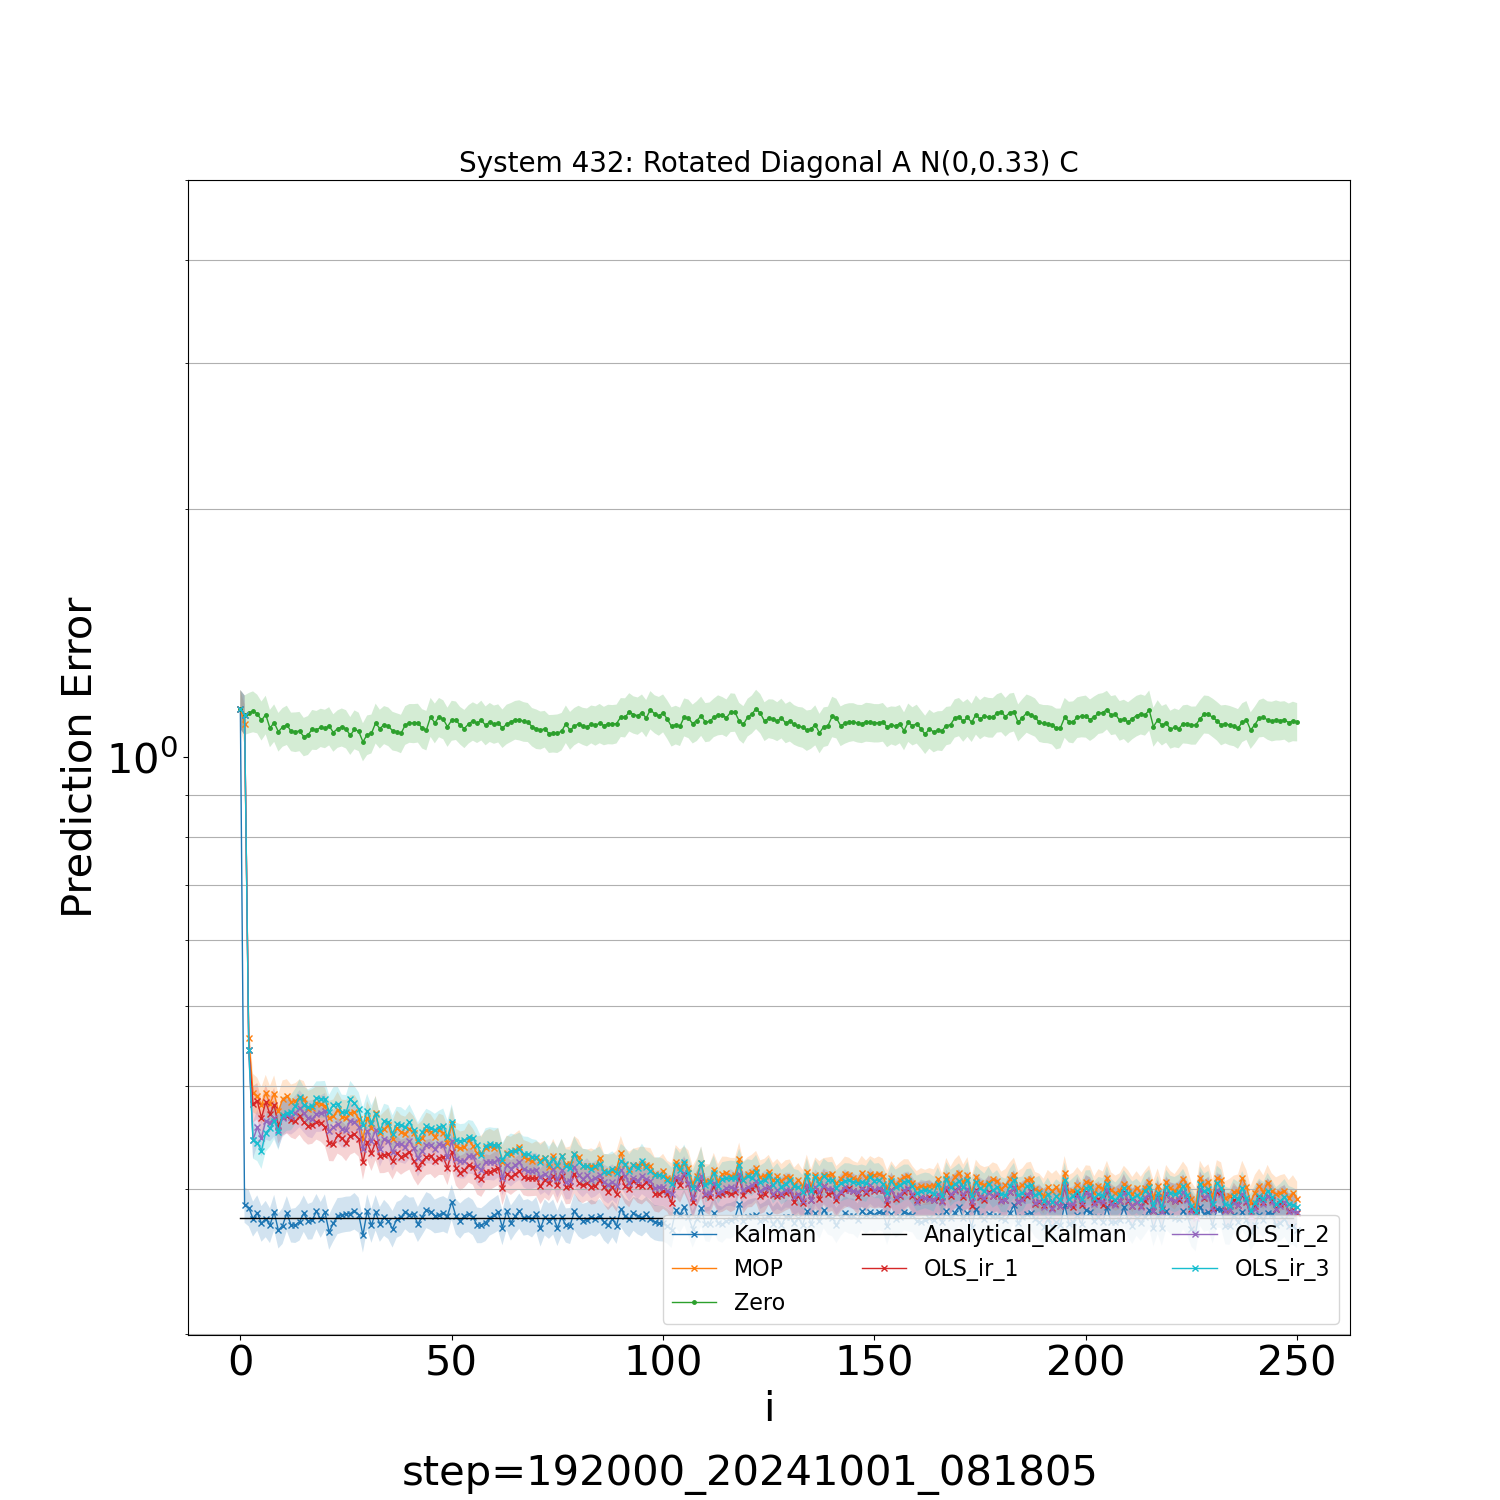 System 432: Rotated Diagonal A N(0,0.33) C
Prediction Error
10⁰
Kalman
MOP
Zero
Analytical_Kalman
OLS_ir_1
OLS_ir_2
OLS_ir_3
0 50 100 150 200 250
i
step=192000_20241001_081805